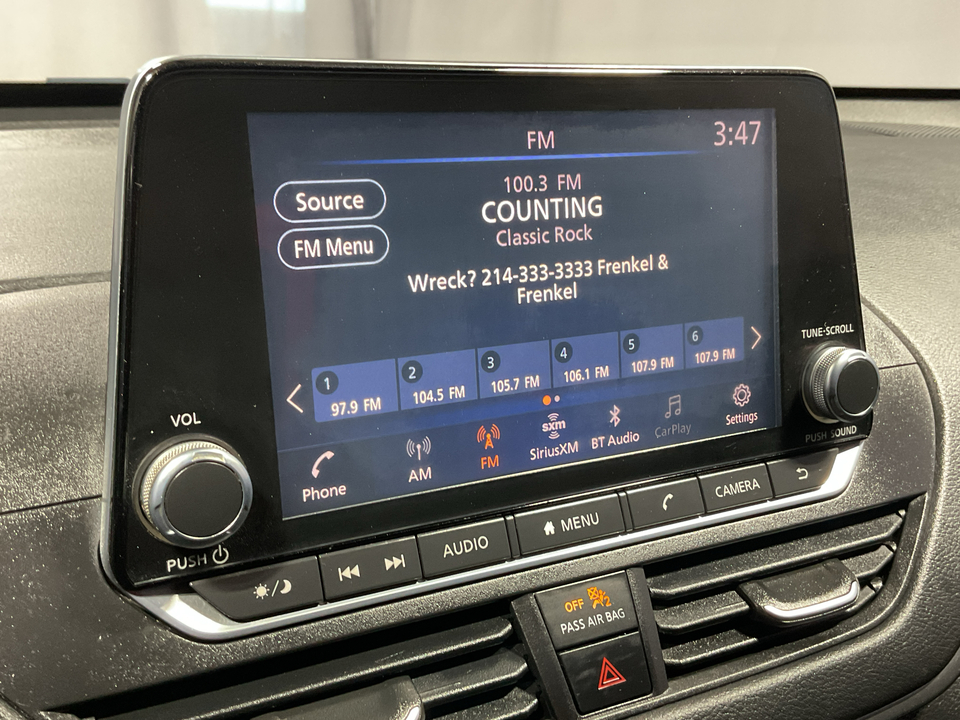 FM
3:47
Source
FM Menu
100.3 FM
COUNTING
Classic Rock
Wreck? 214-333-3333 Frenkel &
Frenkel
1
97.9 FM
2
104.5 FM
3
105.7 FM
4
106.1 FM
5
107.9 FM
6
107.9 FM
Phone
AM
FM
sxm
SiriusXM
BT Audio
CarPlay
Settings
VOL
PUSH
TUNE·SCROLL
PUSH SOUND
AUDIO
MENU
CAMERA
OFF
2
PASS AIR BAG